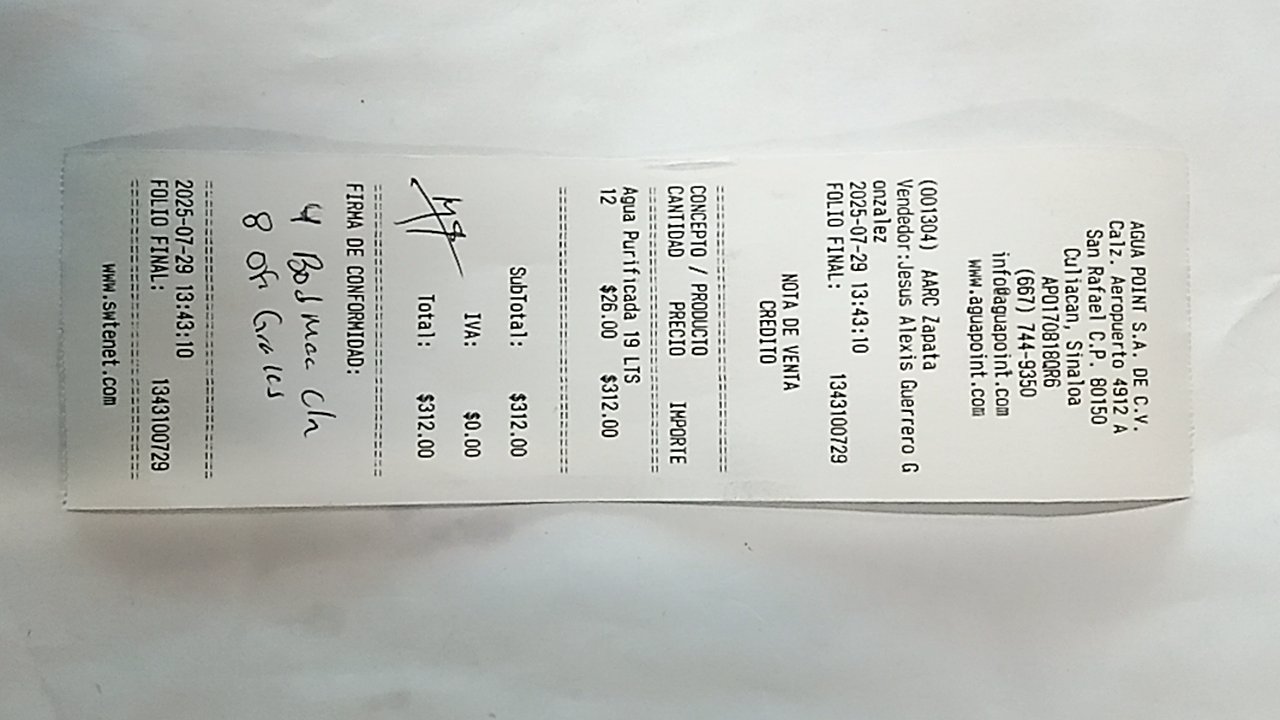 AGUA POINT S.A. DE C.V.
Calz. Aeropuerto 4912 A
San Rafael C.P. 80150
Culiacan, Sinaloa
APO170818QR6
(667) 744-9350
info@aguapoint.com
www.aguapoint.com
(001304) AARC Zapata
Vendedor:Jesus Alexis Guerrero G
onzalez
2025-07-29 13:43:10
FOLIO FINAL: 1343100729
NOTA DE VENTA
CREDITO
CONCEPTO / PRODUCTO
CANTIDAD PRECIO IMPORTE
Agua Purificada 19 LTS
12 $26.00 $312.00
SubTotal: $312.00
IVA: $0.00
Total: $312.00
FIRMA DE CONFORMIDAD:
4 Bod
8 Ofi
2025-07-29 13:43:10
FOLIO FINAL: 1343100729
www.swtenet.com